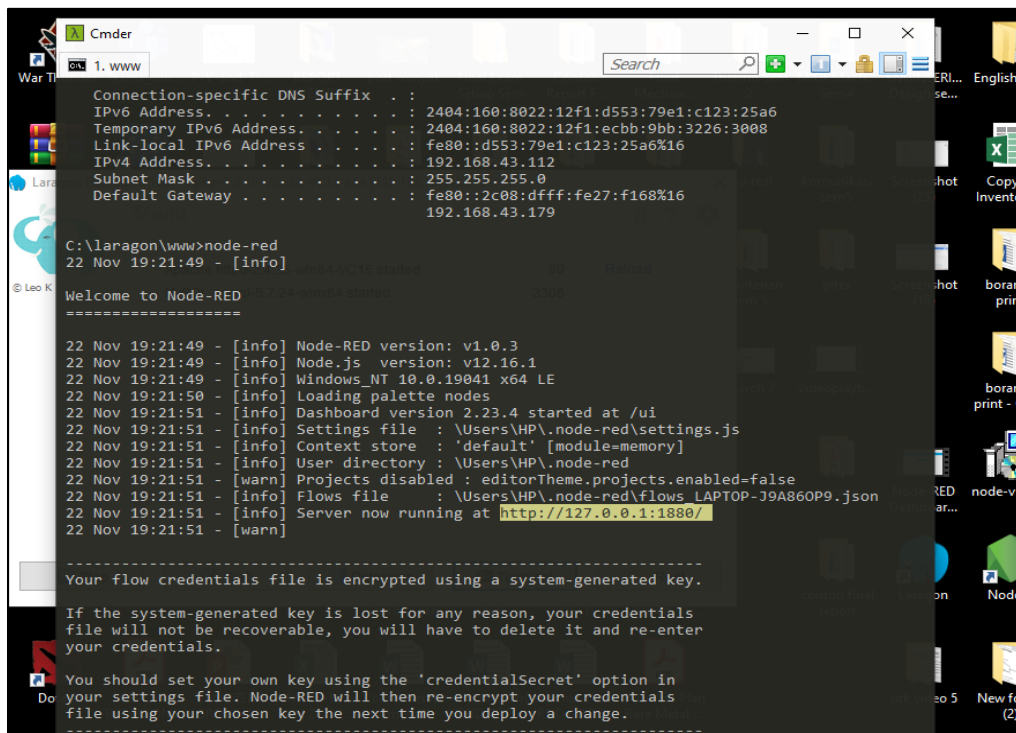 Cmder
1. www
Search
Connection-specific DNS Suffix  . :
IPv6 Address. . . . . . . . . . . : 2404:160:8022:12f1:d553:79e1:c123:25a6
Temporary IPv6 Address. . . . . . : 2404:160:8022:12f1:ecbb:9bb:3226:3008
Link-local IPv6 Address . . . . . : fe80::d553:79e1:c123:25a6%16
IPv4 Address. . . . . . . . . . . : 192.168.43.112
Subnet Mask . . . . . . . . . . . : 255.255.255.0
Default Gateway . . . . . . . . . : fe80::2c08:dfff:fe27:f168%16
192.168.43.179
C:\laragon\www>node-red
22 Nov 19:21:49 - [info]
Welcome to Node-RED
===================
22 Nov 19:21:49 - [info] Node-RED version: v1.0.3
22 Nov 19:21:49 - [info] Node.js  version: v12.16.1
22 Nov 19:21:49 - [info] Windows_NT 10.0.19041 x64 LE
22 Nov 19:21:50 - [info] Loading palette nodes
22 Nov 19:21:51 - [info] Dashboard version 2.23.4 started at /ui
22 Nov 19:21:51 - [info] Settings file  : \Users\HP\.node-red\settings.js
22 Nov 19:21:51 - [info] Context store  : 'default' [module=memory]
22 Nov 19:21:51 - [info] User directory : \Users\HP\.node-red
22 Nov 19:21:51 - [warn] Projects disabled : editorTheme.projects.enabled=false
22 Nov 19:21:51 - [info] Flows file     : \Users\HP\.node-red\flows_LAPTOP-J9A86OP9.json
22 Nov 19:21:51 - [info] Server now running at http://127.0.0.1:1880/
22 Nov 19:21:51 - [warn]
---------------------------------------------------------------------
Your flow credentials file is encrypted using a system-generated key.
If the system-generated key is lost for any reason, your credentials
file will not be recoverable, you will have to delete it and re-enter
your credentials.
You should set your own key using the 'credentialSecret' option in
your settings file. Node-RED will then re-encrypt your credentials
file using your chosen key the next time you deploy a change.
---------------------------------------------------------------------
War T
Lara
© Leo K
Do
English
Copy
Invent
shot
boran
prin
shot
boran
print -
node-v
Nod
New fo
(2)
eo 5